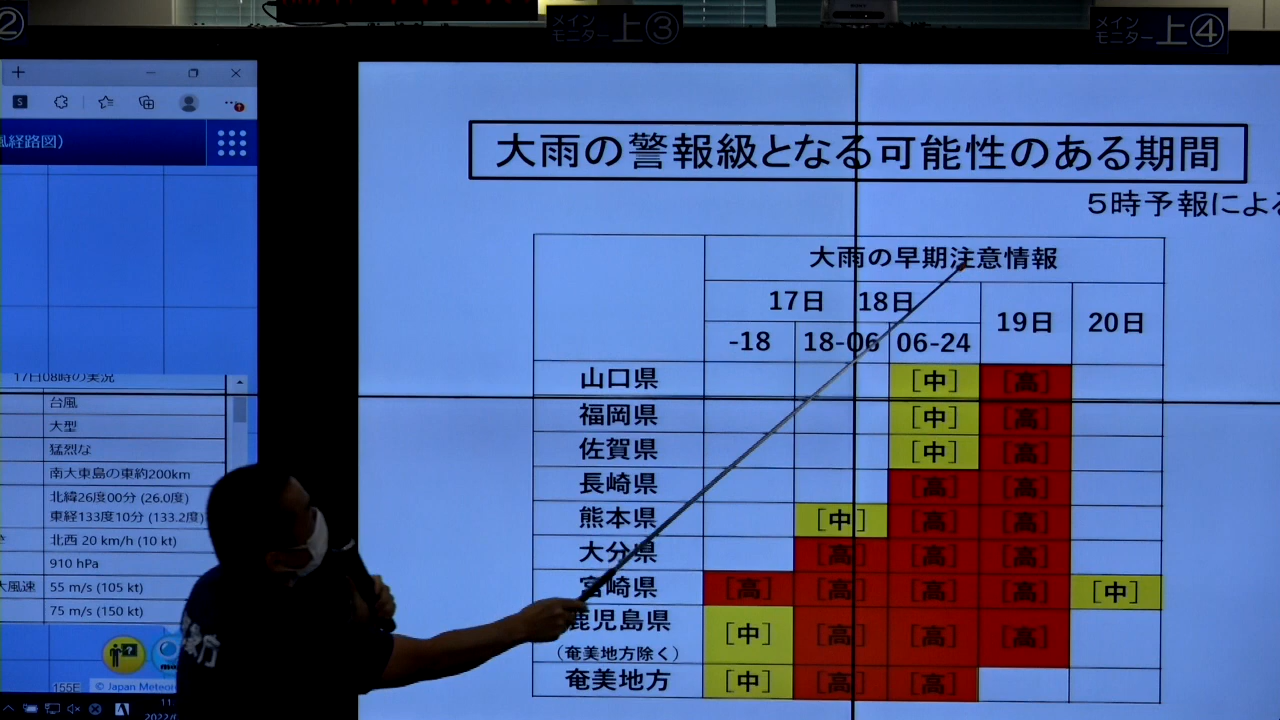 ②
メイン
モニター 上③
メイン
モニター 上④
S
経路図)
17日08時の実況
台風
大型
猛烈な
南大東島の東約200km
北緯26度00分 (26.0度)
東経133度10分 (133.2度)
北西 20 km/h (10 kt)
910 hPa
大風速 55 m/s (105 kt)
75 m/s (150 kt)
155E © Japan Meteoro
11
2022/
大雨の警報級となる可能性のある期間
5時予報によ
大雨の早期注意情報
17日 18日 19日 20日
-18 18-06 06-24
山口県 [中] [高]
福岡県 [中] [高]
佐賀県 [中] [高]
長崎県 [高] [高]
熊本県 [中] [高] [高]
大分県 [高] [高] [高]
宮崎県 [高] [高] [高] [高] [中]
鹿児島県 [中] [高] [高] [高]
(奄美地方除く)
奄美地方 [中] [高] [高]